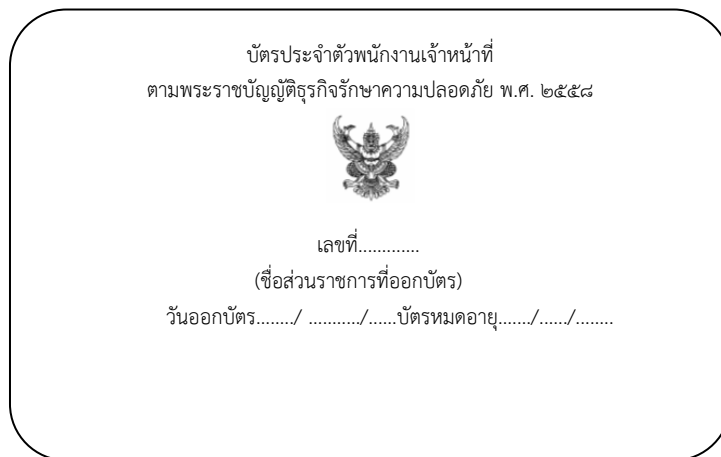 บัตรประจำตัวพนักงานเจ้าหน้าที่
ตามพระราชบัญญัติธุรกิจรักษาความปลอดภัย พ.ศ. ๒๕๕๘
เลขที่.............
(ชื่อส่วนราชการที่ออกบัตร)
วันออกบัตร......../ .........../......บัตรหมดอายุ......./....../........